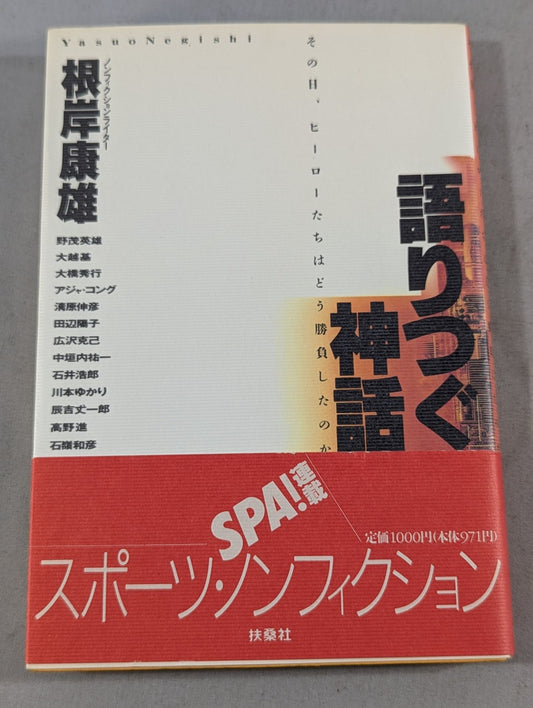 YasuoNegishi
ノンフィクションライター
根岸康雄
その日、ヒーローたちはどう勝負したのか
語りつぐ
神話
野茂英雄
大越基
大橋秀行
アジャ・コング
清原伸彦
田辺陽子
広沢克己
中垣内祐一
石井浩郎
川本ゆかり
辰吉丈一郎
高野進
石嶺和彦
SPA!連載
定価1000円(本体971円)
スポーツ・ノンフィクション
扶桑社